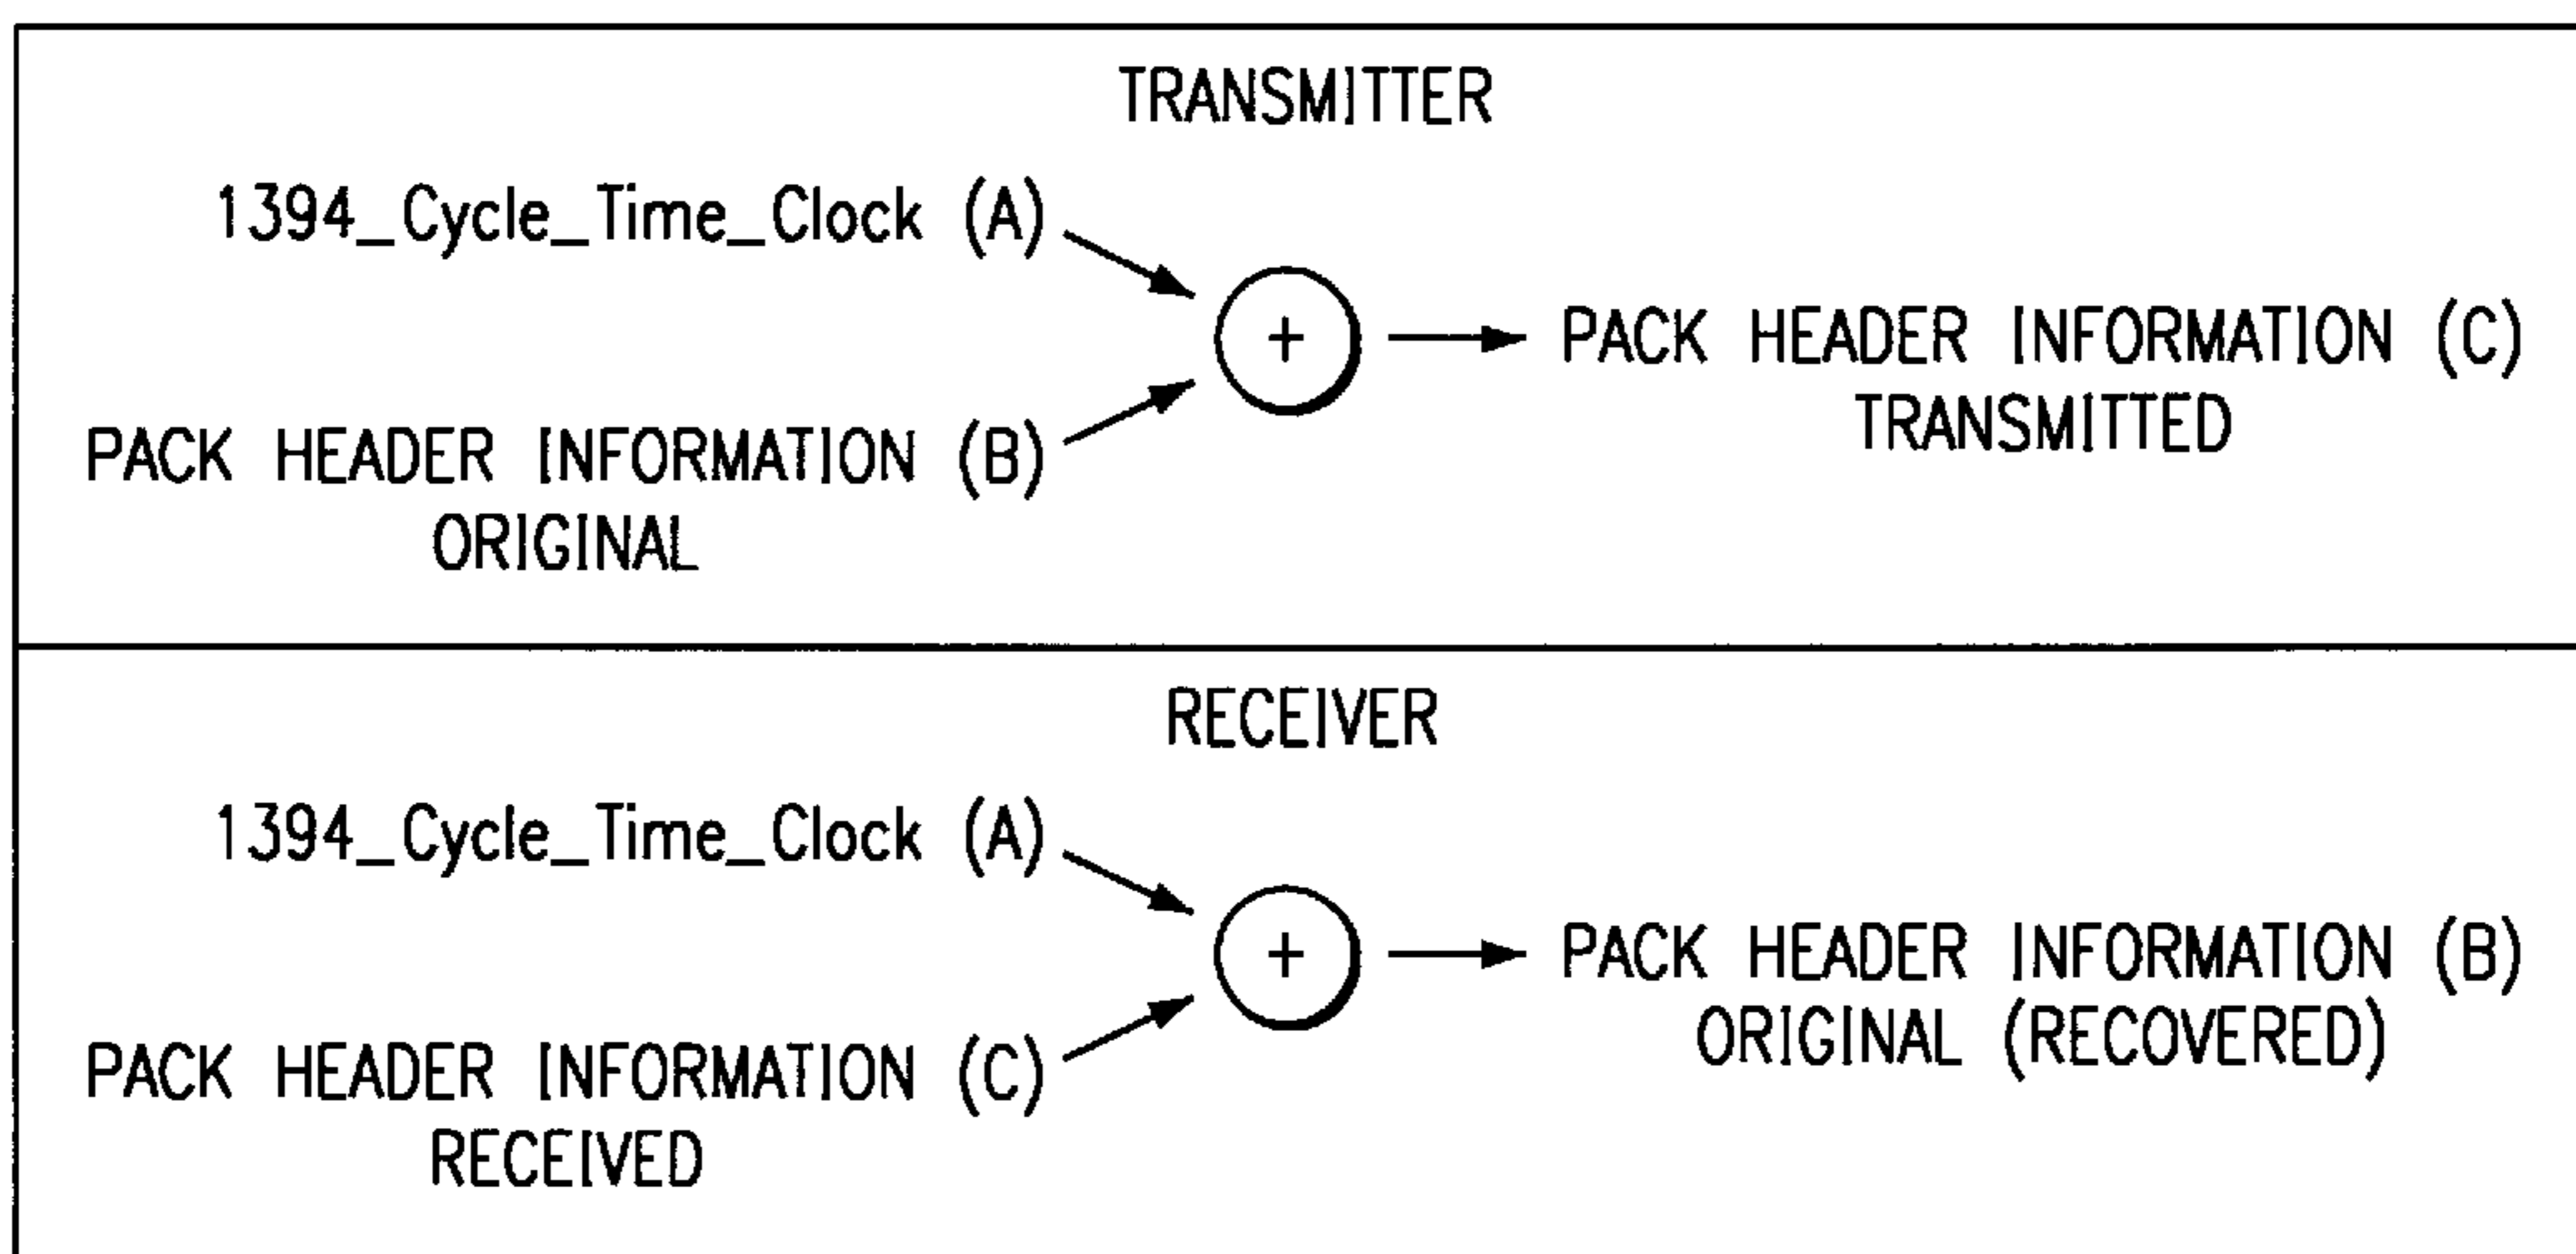 TRANSMITTER
1394_Cycle_Time_Clock (A)
PACK HEADER INFORMATION (B)
ORIGINAL
+
PACK HEADER INFORMATION (C)
TRANSMITTED
RECEIVER
1394_Cycle_Time_Clock (A)
PACK HEADER INFORMATION (C)
RECEIVED
+
PACK HEADER INFORMATION (B)
ORIGINAL (RECOVERED)